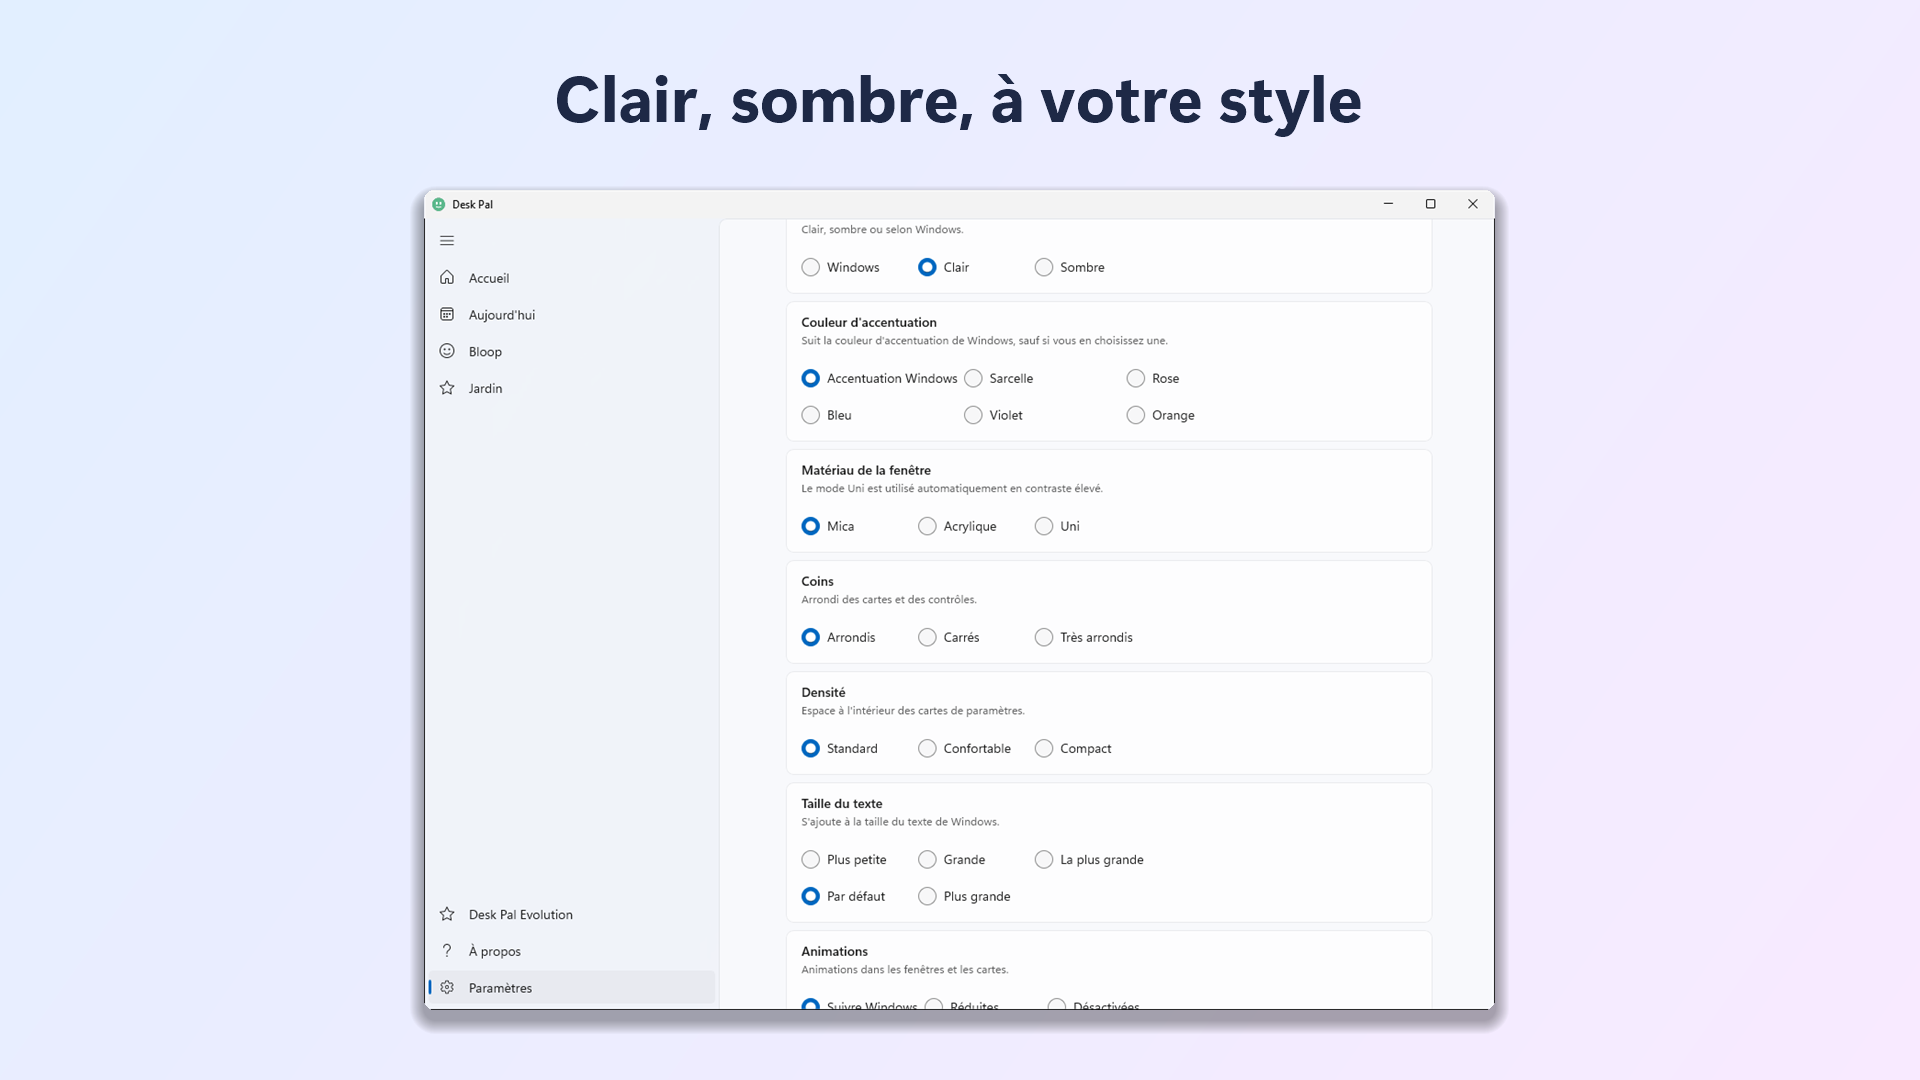 Clair, sombre, à votre style
Desk Pal
Clair, sombre ou selon Windows.
Windows Clair Sombre
Accueil
Aujourd'hui
Bloop
Jardin
Couleur d'accentuation
Suit la couleur d'accentuation de Windows, sauf si vous en choisissez une.
Accentuation Windows Sarcelle Rose
Bleu Violet Orange
Matériau de la fenêtre
Le mode Uni est utilisé automatiquement en contraste élevé.
Mica Acrylique Uni
Coins
Arrondi des cartes et des contrôles.
Arrondis Carrés Très arrondis
Densité
Espace à l'intérieur des cartes de paramètres.
Standard Confortable Compact
Taille du texte
S'ajoute à la taille du texte de Windows.
Plus petite Grande La plus grande
Par défaut Plus grande
Animations
Animations dans les fenêtres et les cartes.
Suivre Windows Réduites Désactivées
Desk Pal Evolution
À propos
Paramètres